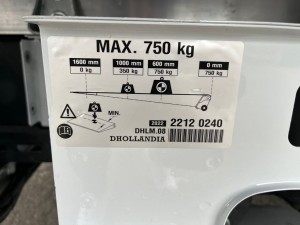 MAX. 750 kg
1600 mm 1000 mm 600 mm 0 mm
0 kg 350 kg 750 kg 750 kg
MIN.
2022 2212 0240
DHLM.08
DHOLLANDIA